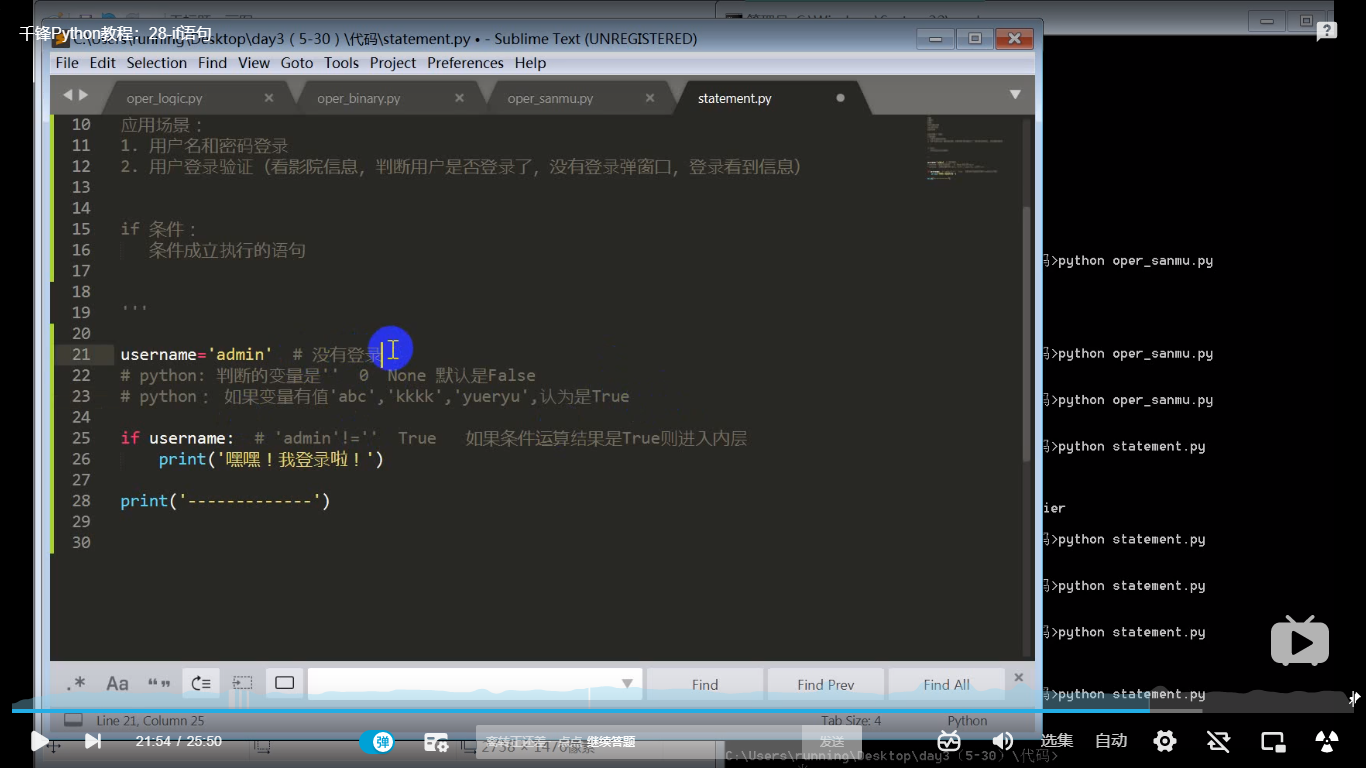 千锋Python教程：28.if语句
C:\Users\running\Desktop\day3（5-30）\代码\statement.py • - Sublime Text (UNREGISTERED)
File Edit Selection Find View Goto Tools Project Preferences Help
oper_logic.py oper_binary.py oper_sanmu.py statement.py
10 应用场景：
11 1. 用户名和密码登录
12 2. 用户登录验证（看影院信息，判断用户是否登录了，没有登录弹窗口，登录看到信息）
13
14
15 if 条件：
16 条件成立执行的语句
17
18
19 '''
20
21 username='admin' # 没有登录
22 # python: 判断的变量是'' 0 None 默认是False
23 # python： 如果变量有值'abc','kkkk','yueryu',认为是True
24
25 if username: # 'admin'!='' True 如果条件运算结果是True则进入内层
26 print('嘿嘿！我登录啦！')
27
28 print('-------------')
29
30
>python oper_sanmu.py
>python oper_sanmu.py
>python oper_sanmu.py
>python statement.py
ier
>python statement.py
>python statement.py
>python statement.py
>python statement.py
.* Aa “” Find Find Prev Find All
Line 21, Column 25 Tab Size: 4 Python
21:54 / 25:50 弹 继续答题 发送 选集 自动
C:\Users\running\Desktop\day3（5-30）\代码>